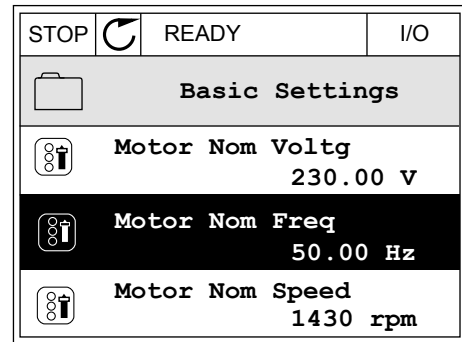 STOP READY I/O
Basic Settings
Motor Nom Voltg
230.00 V
Motor Nom Freq
50.00 Hz
Motor Nom Speed
1430 rpm